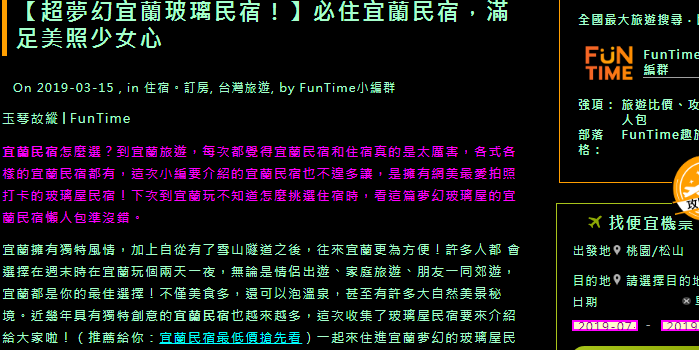 【超夢幻宜蘭玻璃民宿！】必住宜蘭民宿，滿
足美照少女心
On 2019-03-15 , in 住宿。訂房, 台灣旅遊, by FunTime小編群
玉琴故縱 | FunTime
宜蘭民宿怎麼選？到宜蘭旅遊，每次都覺得宜蘭民宿和住宿真的是太厲害，各式各
樣的宜蘭民宿都有，這次小編要介紹的宜蘭民宿也不遑多讓，是擁有網美最愛拍照
打卡的玻璃屋民宿！下次到宜蘭玩不知道怎麼挑選住宿時，看這篇夢幻玻璃屋的宜
蘭民宿懶人包準沒錯。
宜蘭擁有獨特風情，加上自從有了雪山隧道之後，往來宜蘭更為方便！許多人都 會
選擇在週末時在宜蘭玩個兩天一夜，無論是情侶出遊、家庭旅遊、朋友一同郊遊，
宜蘭都是你的最佳選擇！不僅美食多，還可以泡溫泉，甚至有許多大自然美景秘
境。近幾年具有獨特創意的宜蘭民宿也越來越多，這次收集了玻璃屋民宿要來介紹
給大家啦！（推薦給你：宜蘭民宿最低價搶先看）一起來住進宜蘭夢幻的玻璃屋民
全國最大旅遊搜尋．
FUN
TIME
FunTime
編群
強項： 旅遊比價、攻
人包
部落 FunTime趣旅
格：
攻
找便宜機票
出發地 桃園/松山
目的地 請選擇目的地
日期
2019-07 - 2019